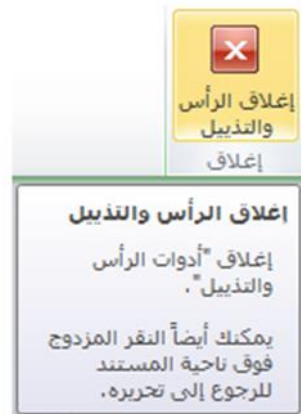 إغلاق الرأس
والتذييل
إغلاق
إغلاق الرأس والتذييل
إغلاق "أدوات الرأس
والتذييل".
يمكنك أيضاً النقر المزدوج
فوق ناحية المستند
للرجوع إلى تحريره.